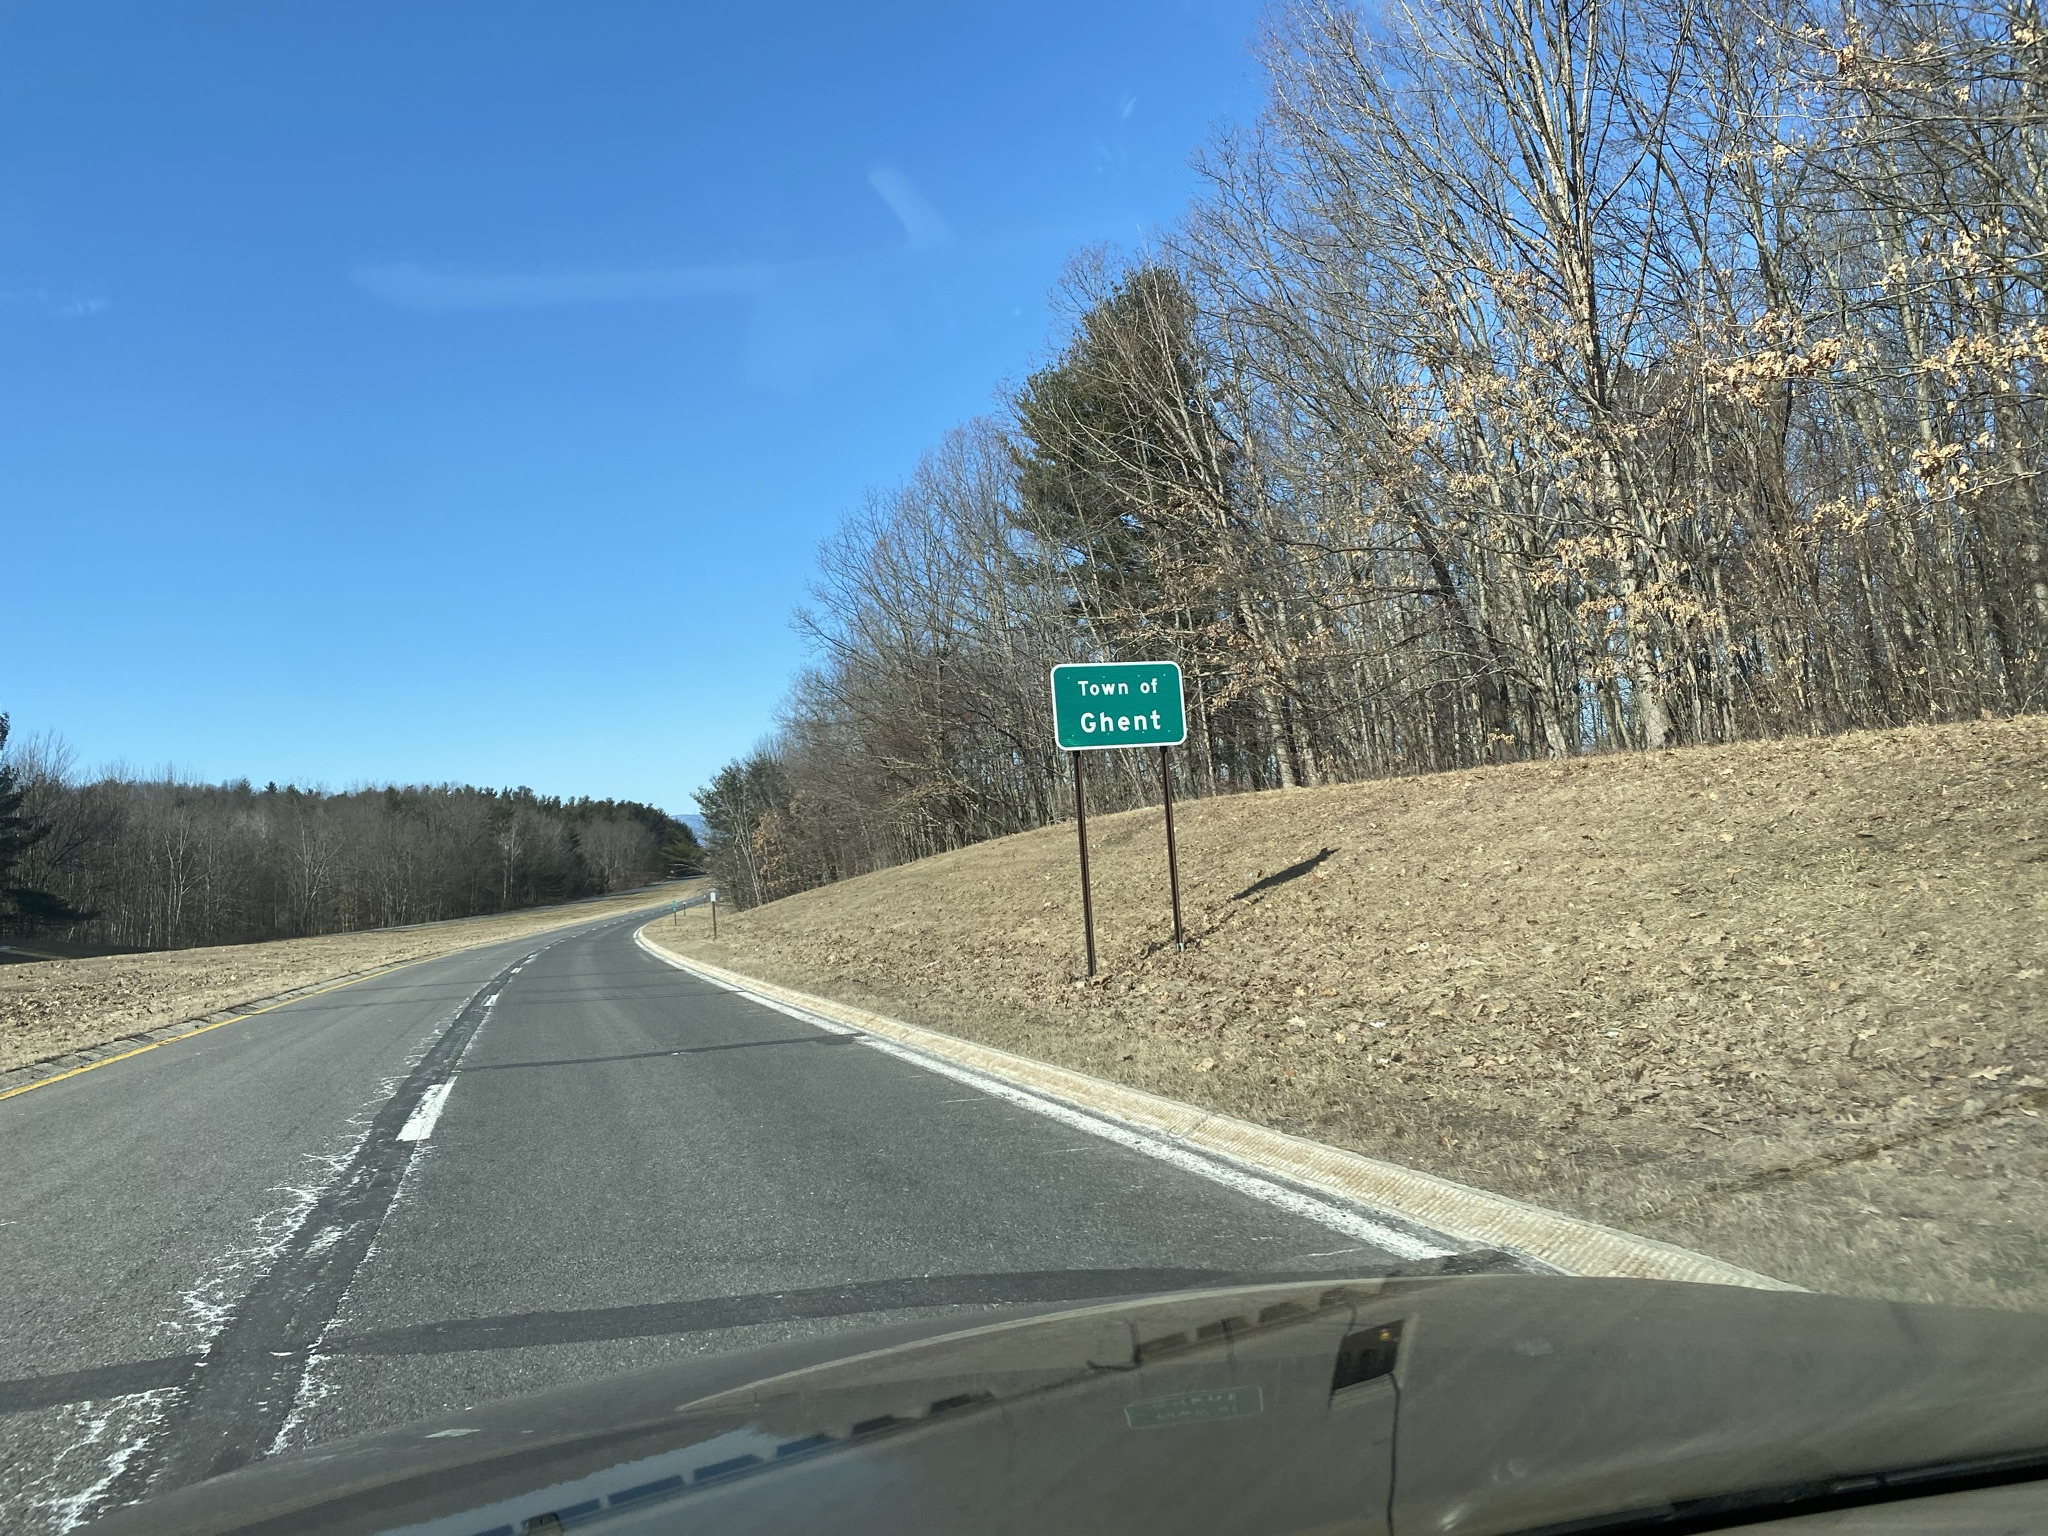 Town of
Ghent